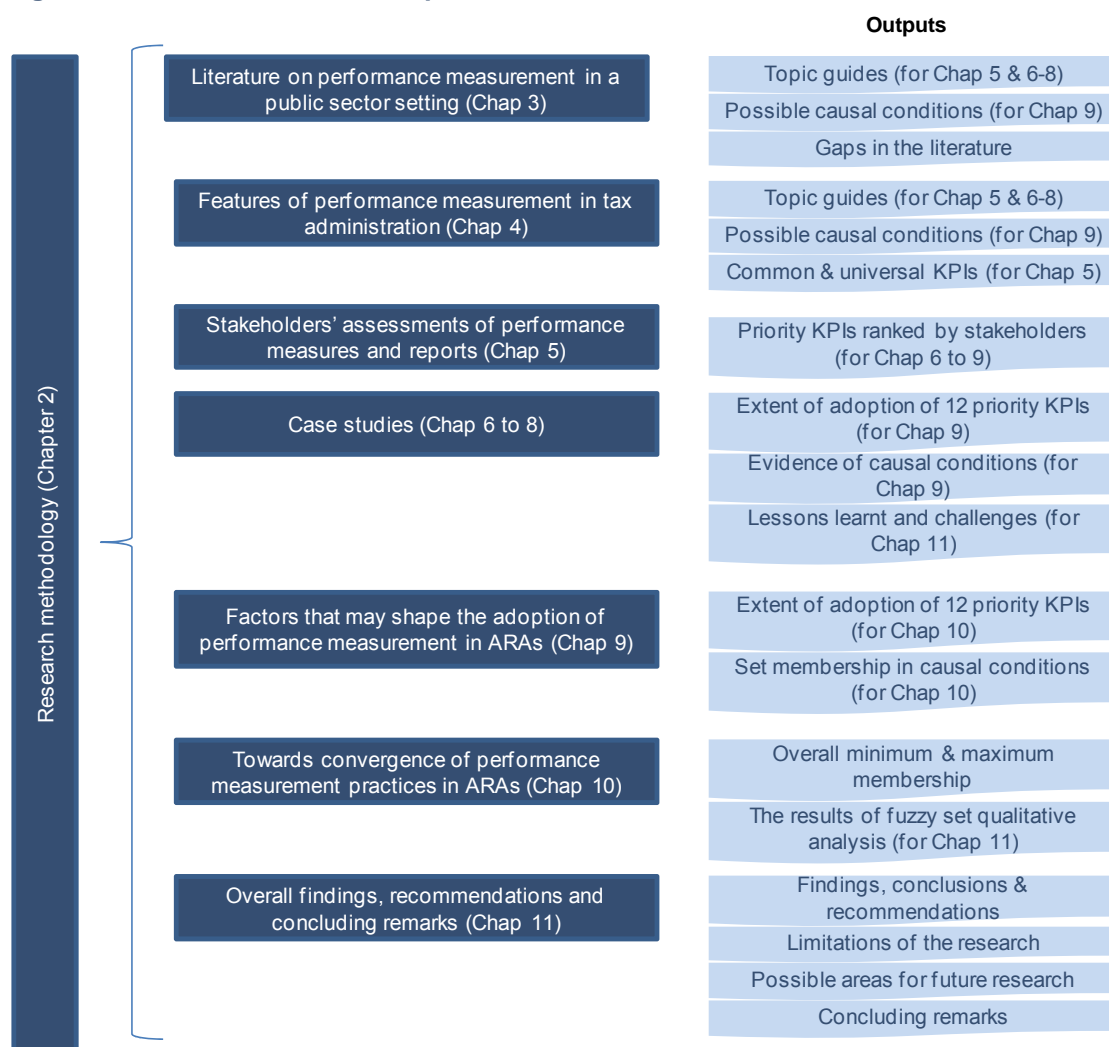 Outputs
Research methodology (Chapter 2)
Literature on performance measurement in a
public sector setting (Chap 3)
Topic guides (for Chap 5 & 6-8)
Possible causal conditions (for Chap 9)
Gaps in the literature
Features of performance measurement in tax
administration (Chap 4)
Topic guides (for Chap 5 & 6-8)
Possible causal conditions (for Chap 9)
Common & universal KPIs (for Chap 5)
Stakeholders' assessments of performance
measures and reports (Chap 5)
Priority KPIs ranked by stakeholders
(for Chap 6 to 9)
Case studies (Chap 6 to 8)
Extent of adoption of 12 priority KPIs
(for Chap 9)
Evidence of causal conditions (for
Chap 9)
Lessons learnt and challenges (for
Chap 11)
Factors that may shape the adoption of
performance measurement in ARAs (Chap 9)
Extent of adoption of 12 priority KPIs
(for Chap 10)
Set membership in causal conditions
(for Chap 10)
Towards convergence of performance
measurement practices in ARAs (Chap 10)
Overall minimum & maximum
membership
The results of fuzzy set qualitative
analysis (for Chap 11)
Overall findings, recommendations and
concluding remarks (Chap 11)
Findings, conclusions &
recommendations
Limitations of the research
Possible areas for future research
Concluding remarks